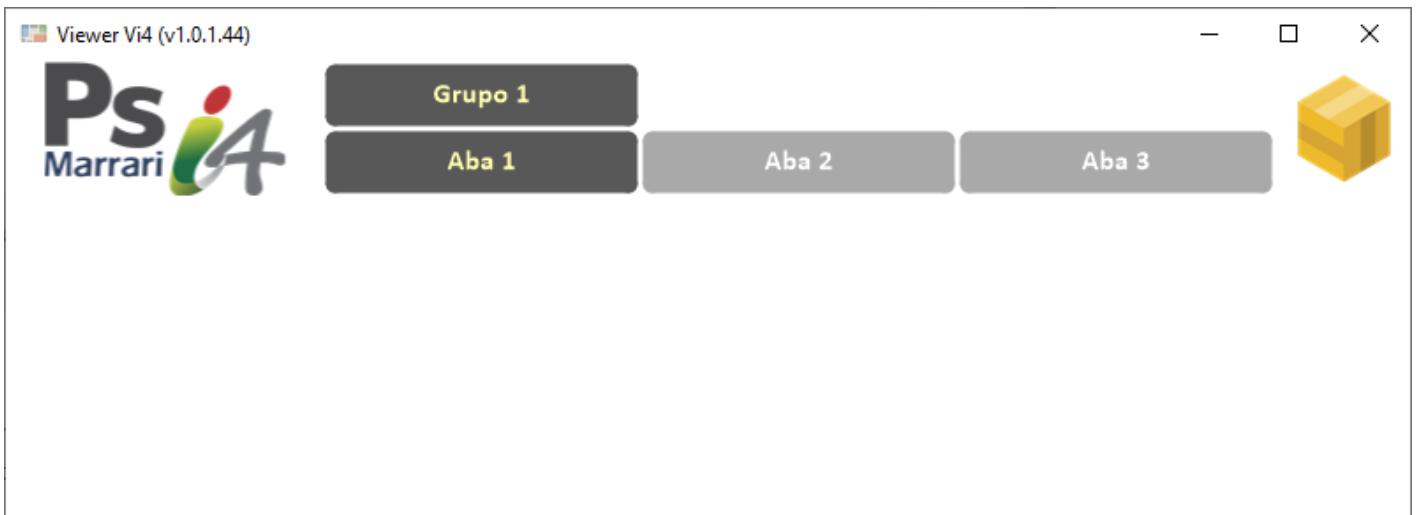 Viewer Vi4 (v1.0.1.44)
Ps i4
Marrari
Grupo 1
Aba 1 Aba 2 Aba 3